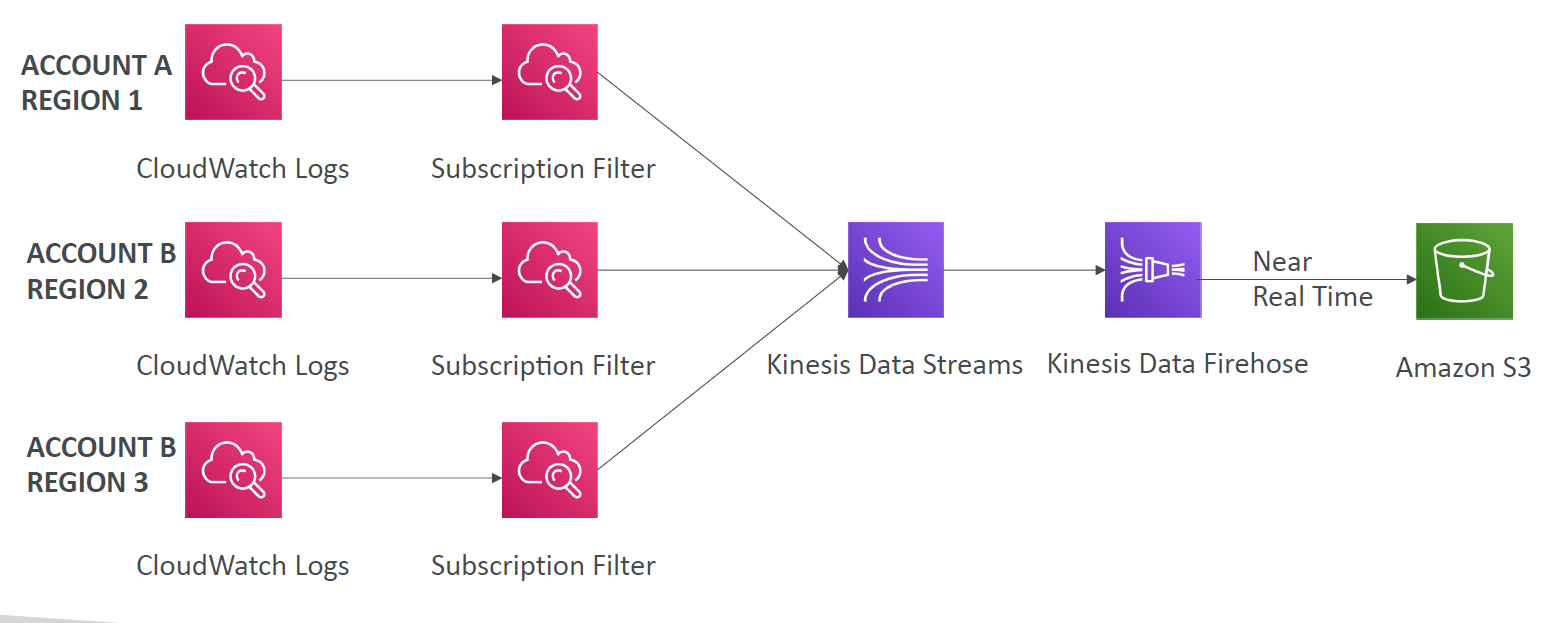 ACCOUNT A
REGION 1
CloudWatch Logs
Subscription Filter
ACCOUNT B
REGION 2
CloudWatch Logs
Subscription Filter
Kinesis Data Streams
Kinesis Data Firehose
Near
Real Time
Amazon S3
ACCOUNT B
REGION 3
CloudWatch Logs
Subscription Filter